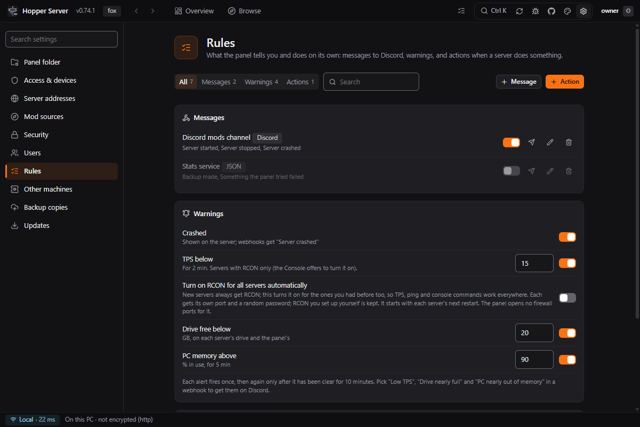 Hopper Server v0.74.1 fox Overview Browse Ctrl K owner O
Search settings
Panel folder
Access & devices
Server addresses
Mod sources
Security
Users
Rules
Other machines
Backup copies
Updates
Rules
What the panel tells you and does on its own: messages to Discord, warnings, and actions when a server does something.
All 7 Messages 2 Warnings 4 Actions 1 Search + Message + Action
Messages
Discord mods channel Discord
Server started, Server stopped, Server crashed
Stats service JSON
Backup made, Something the panel tried failed
Warnings
Crashed
Shown on the server; webhooks get "Server crashed"
TPS below 15
For 2 min. Servers with RCON only (the Console offers to turn it on).
Turn on RCON for all servers automatically
New servers always get RCON; this turns it on for the ones you had before too, so TPS, ping and console commands work everywhere. Each
gets its own port and a random password; RCON you set up yourself is kept. It starts with each server's next restart. The panel opens no firewall
ports for it.
Drive free below 20
GB, on each server's drive and the panel's
PC memory above 90
% in use, for 5 min
Each alert fires once, then again only after it has been clear for 10 minutes. Pick "Low TPS", "Drive nearly full" and "PC nearly out of memory" in a
webhook to get them on Discord.
Local · 22 ms On this PC · not encrypted (http)